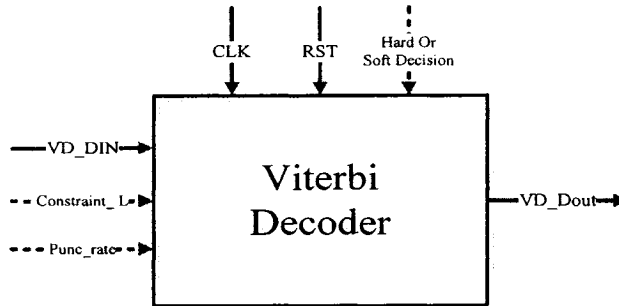 CLK
RST
Hard Or
Soft Decision
VD_DIN
Constraint_ L
Punc_rate
Viterbi
Decoder
VD_Dout